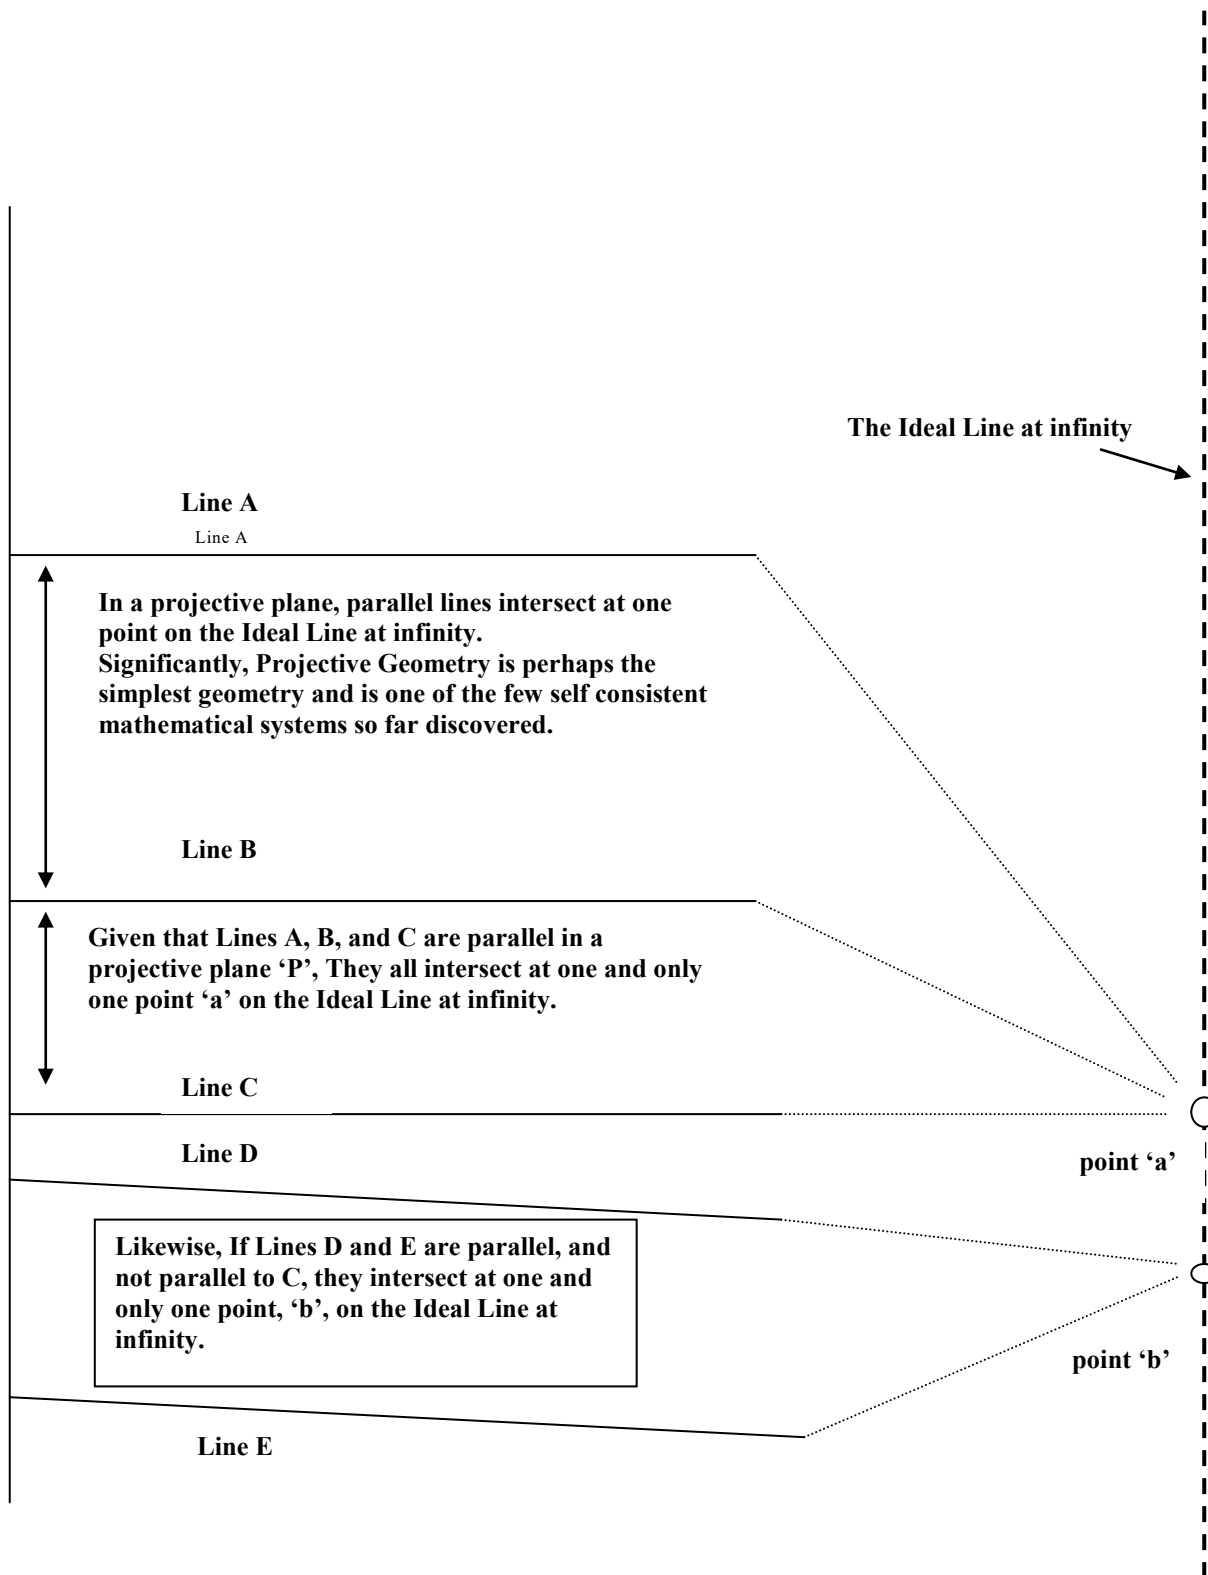 The Ideal Line at infinity
Line A
Line A
In a projective plane, parallel lines intersect at one
point on the Ideal Line at infinity.
Significantly, Projective Geometry is perhaps the
simplest geometry and is one of the few self consistent
mathematical systems so far discovered.
Line B
Given that Lines A, B, and C are parallel in a
projective plane ‘P’, They all intersect at one and only
one point ‘a’ on the Ideal Line at infinity.
Line C
Line D
point ‘a’
Likewise, If Lines D and E are parallel, and
not parallel to C, they intersect at one and
only one point, ‘b’, on the Ideal Line at
infinity.
point ‘b’
Line E